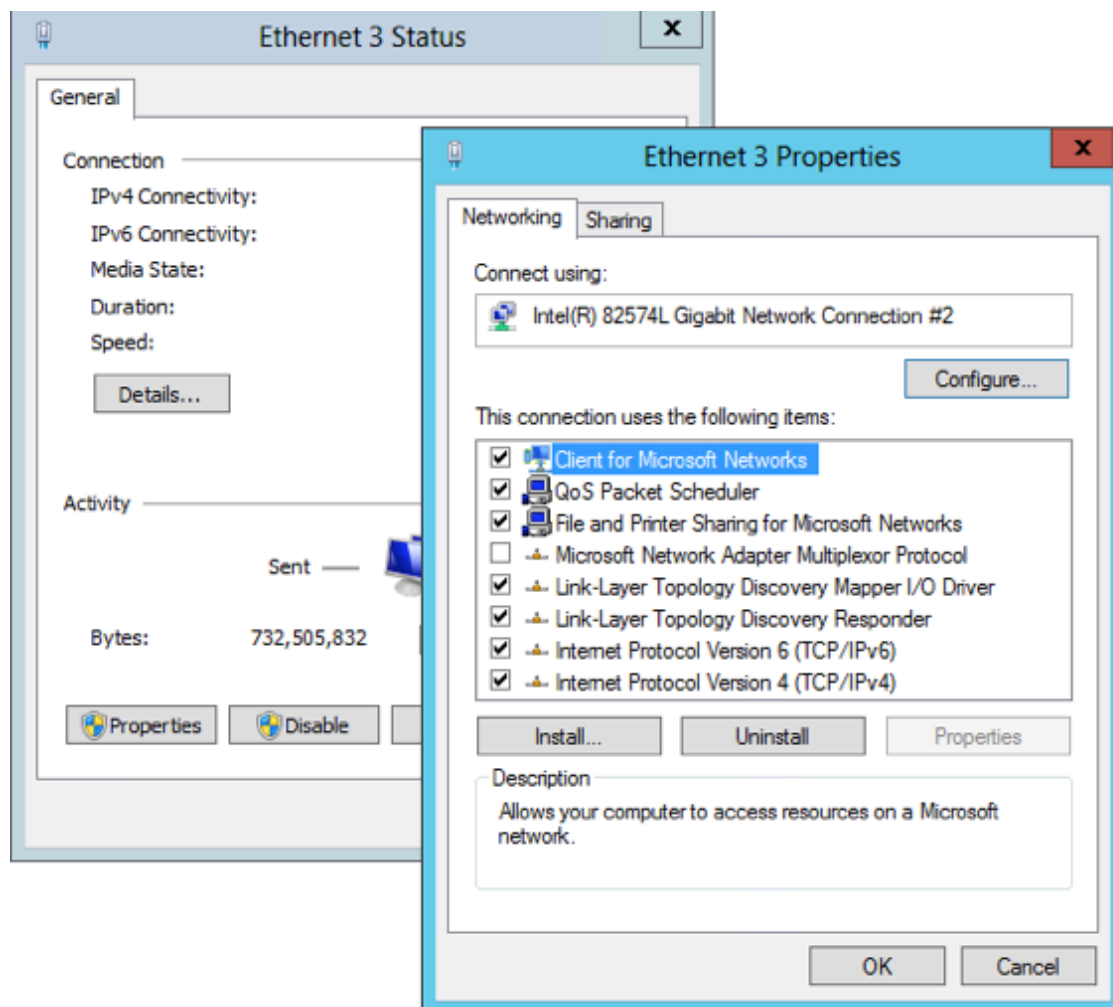 Ethernet 3 Status
x
General
Connection
IPv4 Connectivity:
IPv6 Connectivity:
Media State:
Duration:
Speed:
Details...
Activity
Sent
Bytes: 732,505,832
Properties
Disable
Ethernet 3 Properties
x
Networking
Sharing
Connect using:
Intel(R) 82574L Gigabit Network Connection #2
Configure...
This connection uses the following items:
Client for Microsoft Networks
QoS Packet Scheduler
File and Printer Sharing for Microsoft Networks
Microsoft Network Adapter Multiplexor Protocol
Link-Layer Topology Discovery Mapper I/O Driver
Link-Layer Topology Discovery Responder
Internet Protocol Version 6 (TCP/IPv6)
Internet Protocol Version 4 (TCP/IPv4)
Install...
Uninstall
Properties
Description
Allows your computer to access resources on a Microsoft
network.
OK
Cancel